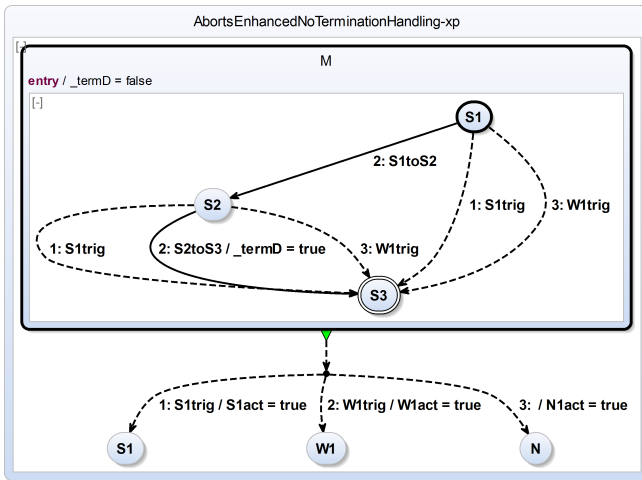 AbortsEnhancedNoTerminationHandling-xp
[-]
M
entry / _termD = false
[-]
S1
2: S1toS2
S2
1: S1trig
3: W1trig
1: S1trig
2: S2toS3 / _termD = true
3: W1trig
S3
1: S1trig / S1act = true
2: W1trig / W1act = true
3: / N1act = true
S1
W1
N